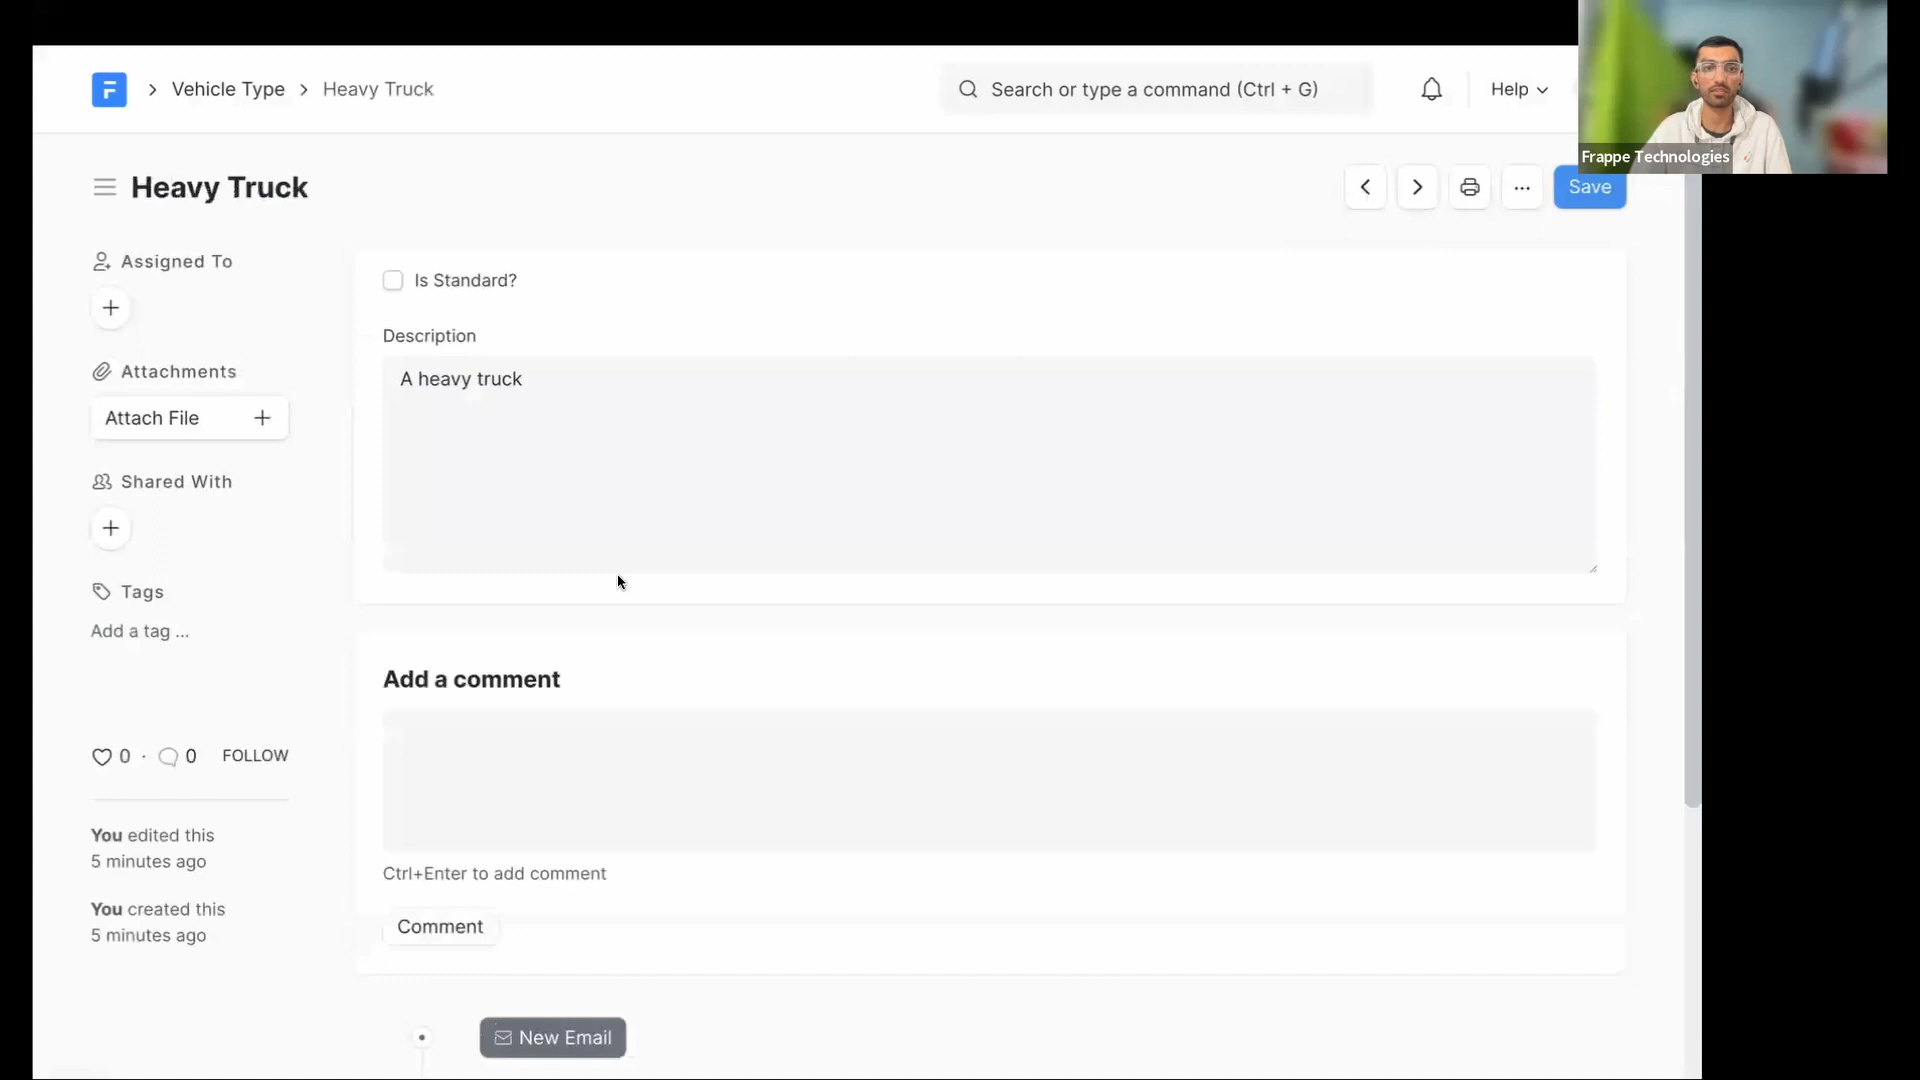 Vehicle Type
Heavy Truck
Search or type a command (Ctrl + G)
Help
Frappe Technologies
Heavy Truck
Save
Assigned To
Attachments
Attach File
Shared With
Tags
Add a tag ...
0 · 0 FOLLOW
You edited this
5 minutes ago
You created this
5 minutes ago
Is Standard?
Description
A heavy truck
Add a comment
Ctrl+Enter to add comment
Comment
New Email